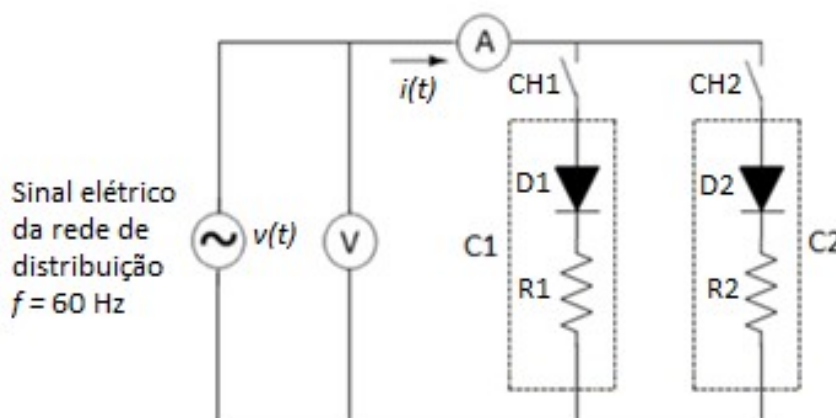 A
i(t)
CH1
CH2
Sinal elétrico
da rede de
distribuição
f = 60 Hz
v(t)
V
D1
D2
C1
C2
R1
R2